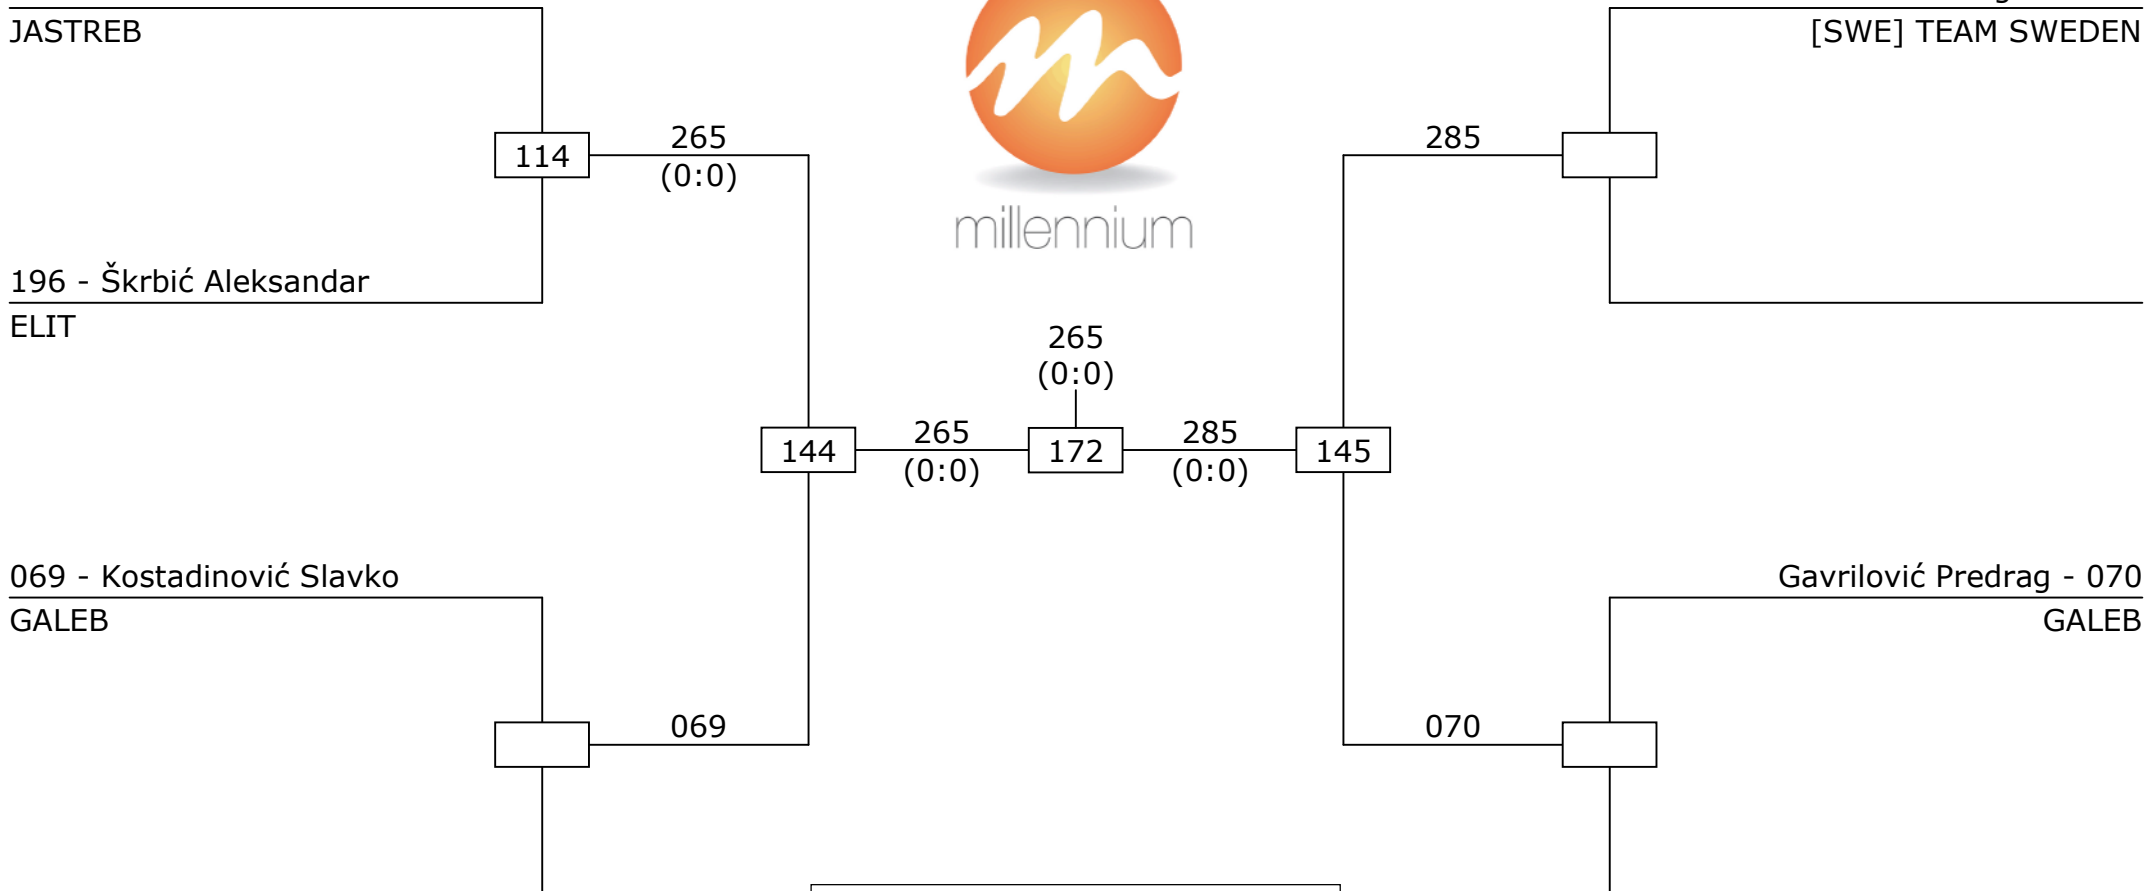 JASTREB
[SWE] TEAM SWEDEN
114
265
(0:0)
285
millennium
196 - Škrbić Aleksandar
ELIT
265
(0:0)
144
265
(0:0)
172
285
(0:0)
145
069 - Kostadinović Slavko
GALEB
Gavrilović Predrag - 070
GALEB
069
070